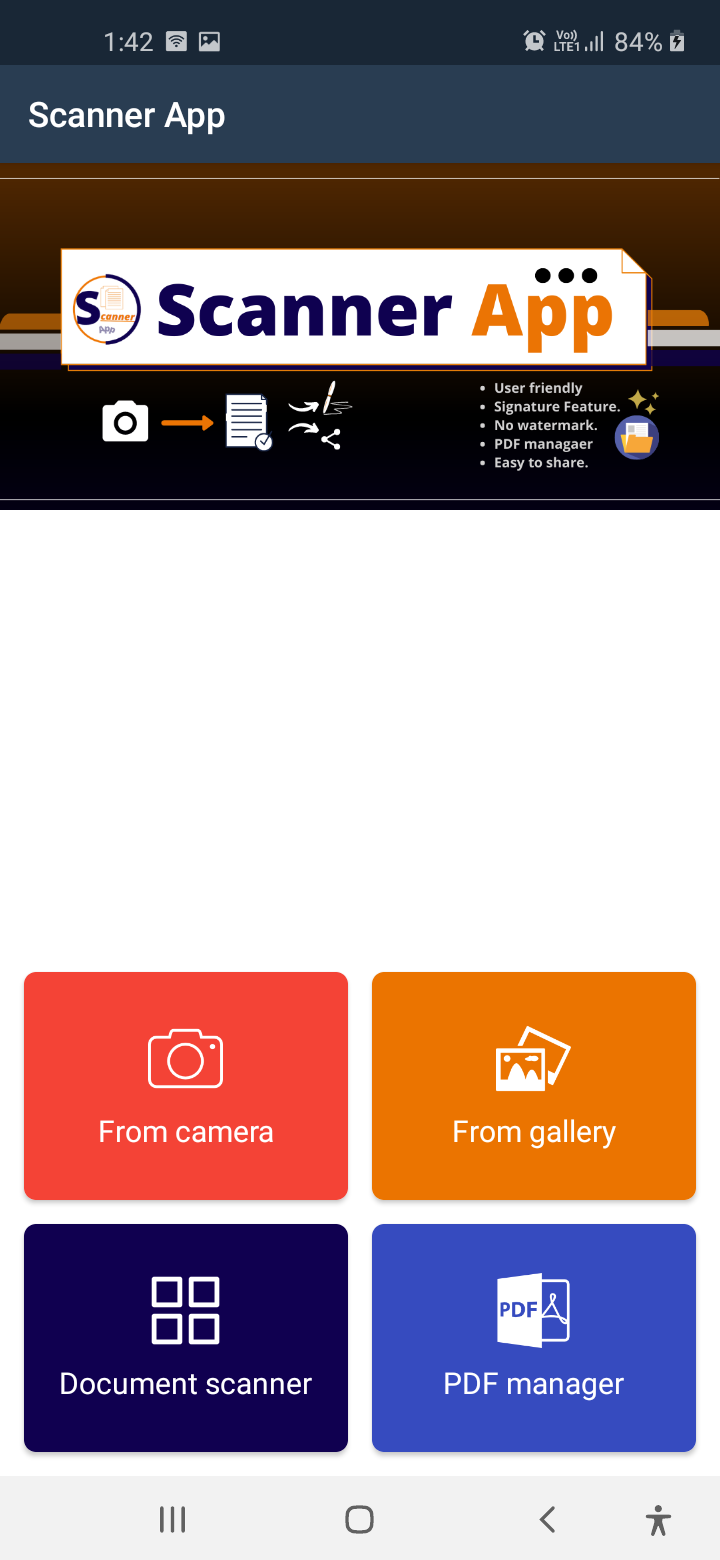 1:42
Vo))
LTE1
84%
Scanner App
Scanner
App
Scanner App
User friendly
Signature Feature.
No watermark.
PDF managaer
Easy to share.
From camera
From gallery
Document scanner
PDF
PDF manager